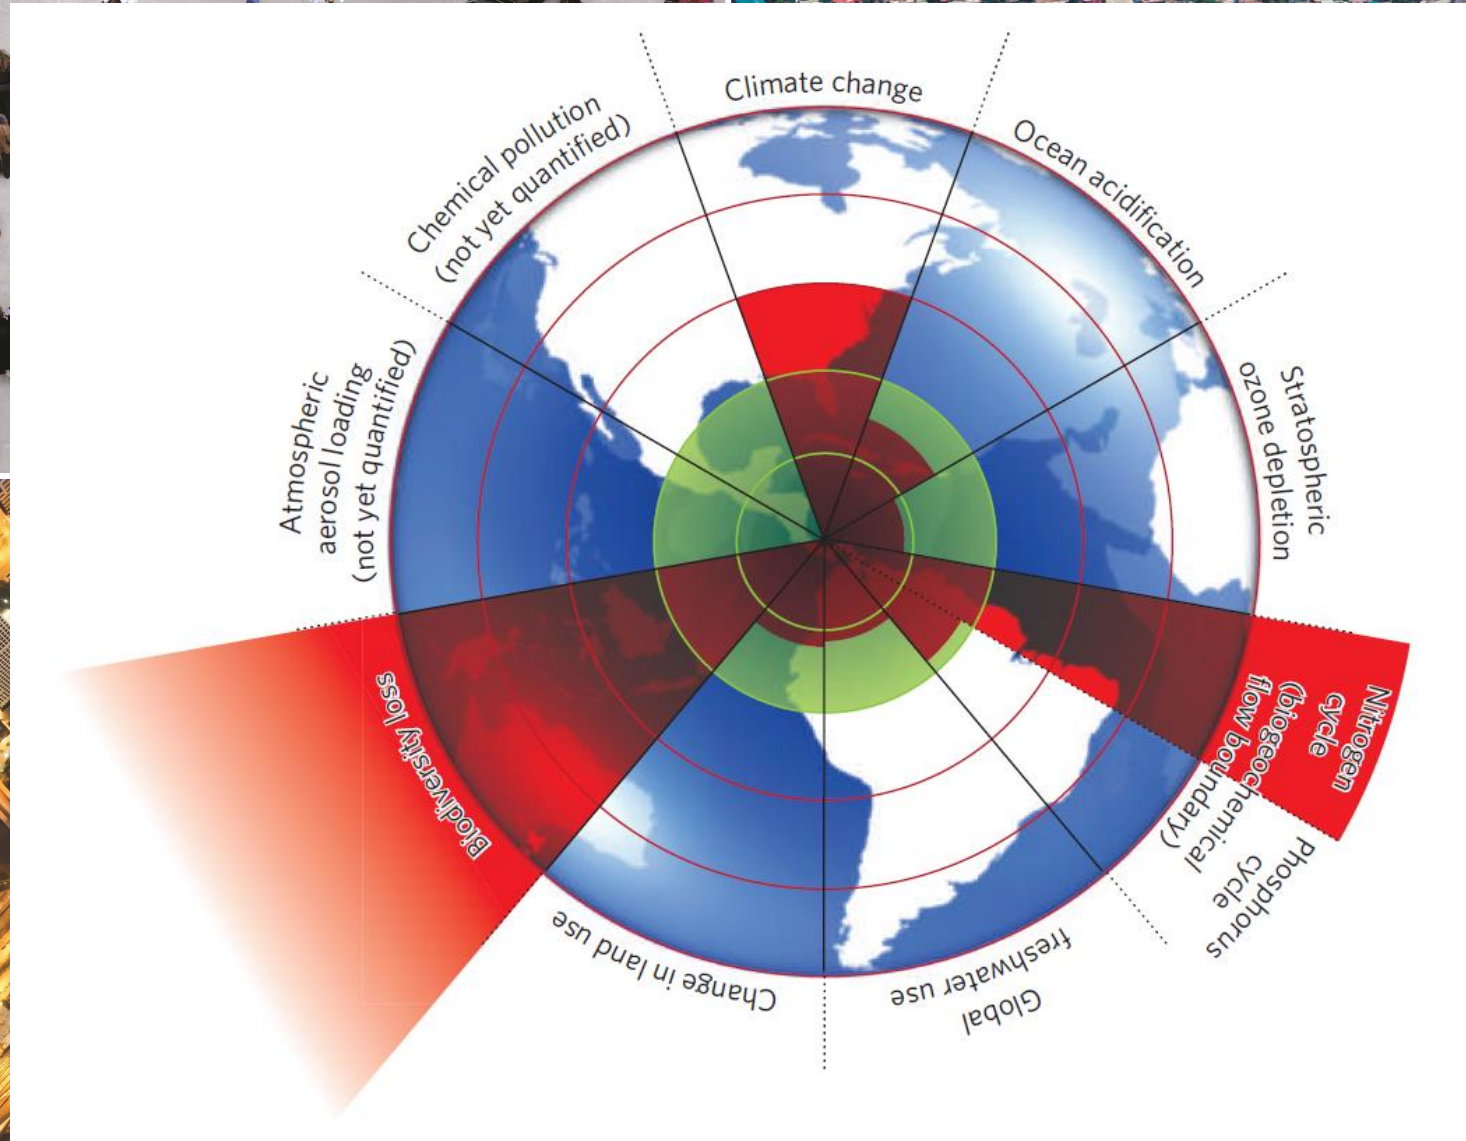 Climate change
Ocean acidification
Stratospheric
ozone depletion
Nitrogen
cycle
(biogeochemical
flow boundary)
Phosphorus
cycle
Global
freshwater use
Change in land use
Biodiversity loss
Atmospheric
aerosol loading
(not yet quantified)
Chemical pollution
(not yet quantified)